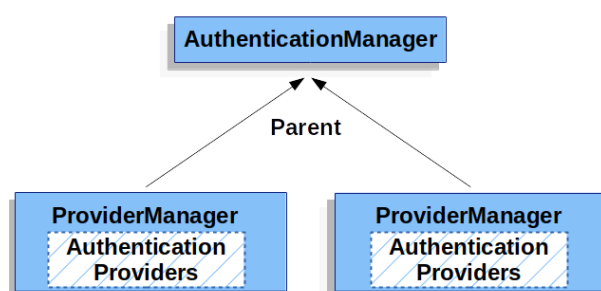 AuthenticationManager
Parent
ProviderManager
Authentication
Providers
ProviderManager
Authentication
Providers